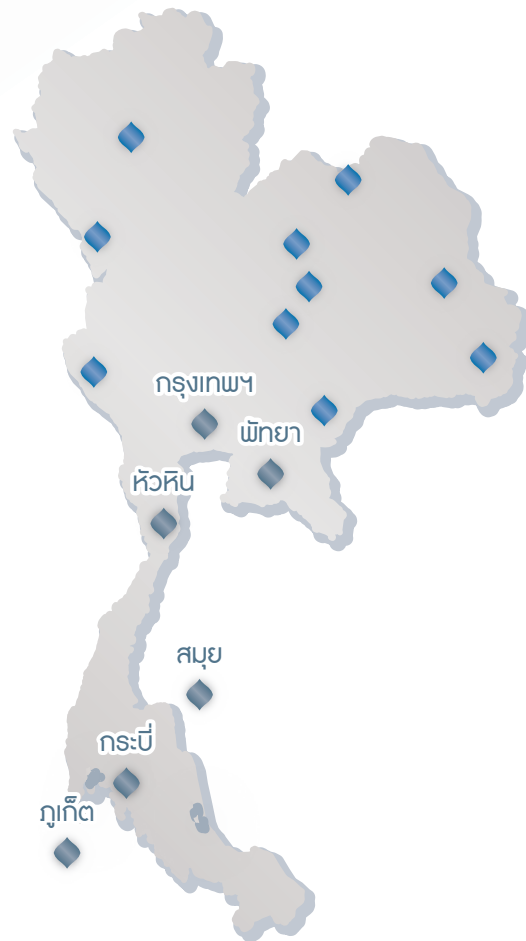 กรุงเทพฯ
พัทยา
หัวหิน
สมุย
กระบี่
ภูเก็ต